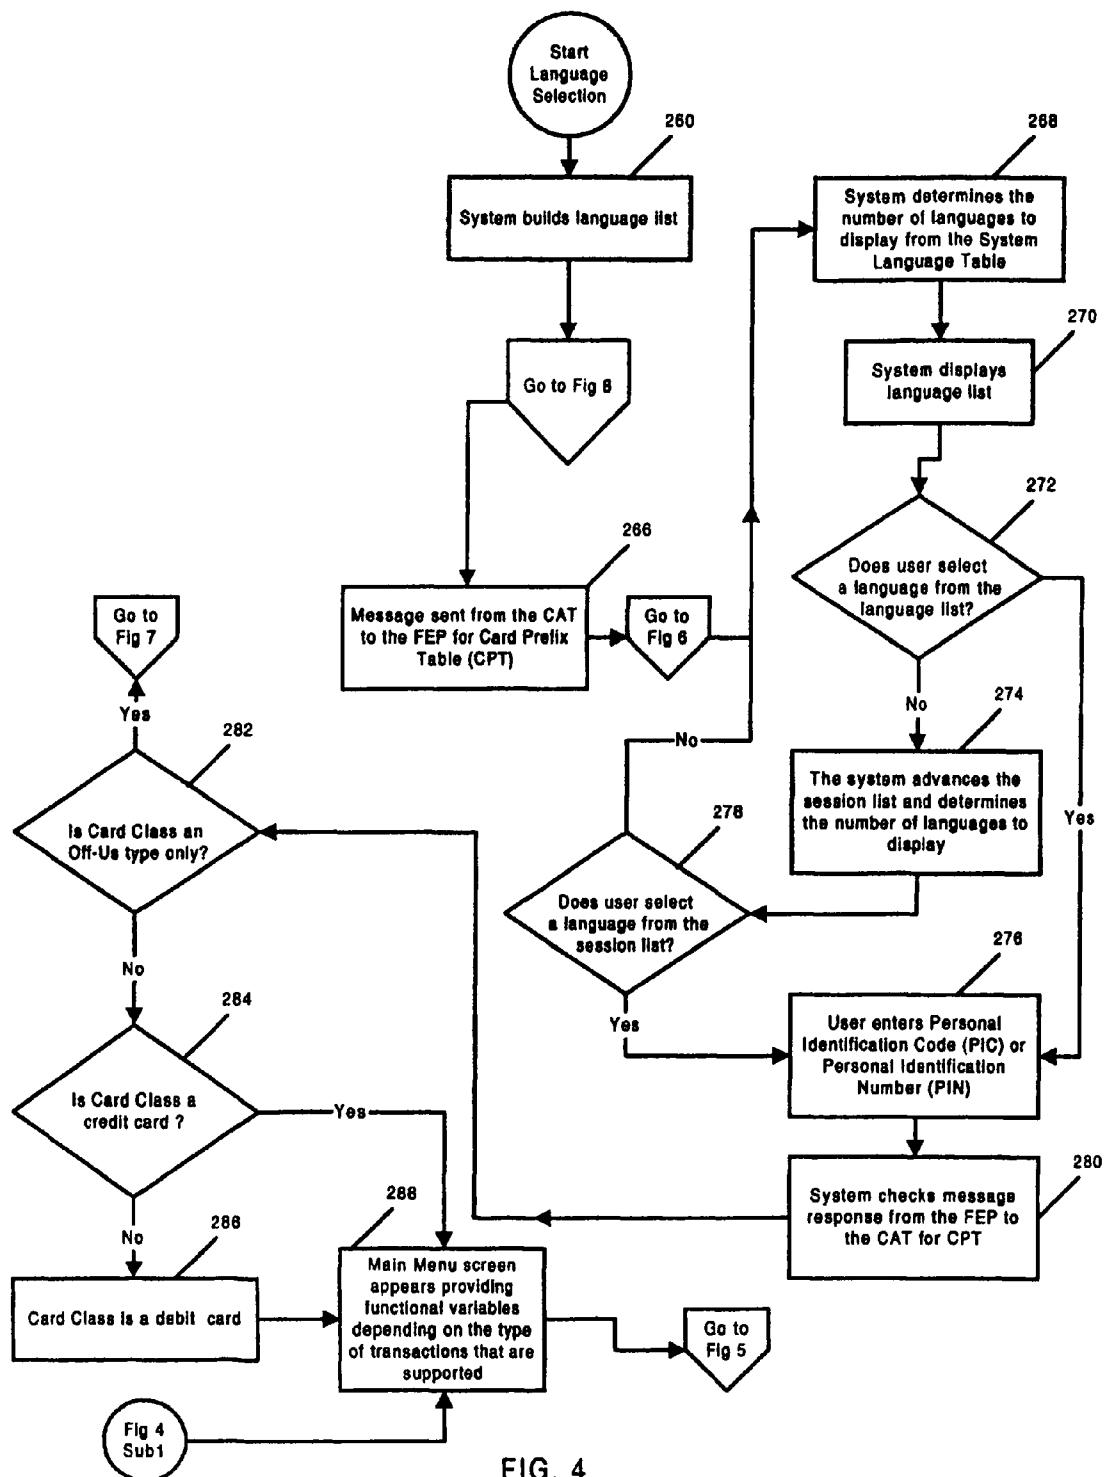 Start
Language
Selection
260
System builds language list
268
System determines the
number of languages to
display from the System
Language Table
270
System displays
language list
Go to Fig 8
272
Does user select
a language from the
language list?
266
Message sent from the CAT
to the FEP for Card Prefix
Table (CPT)
Go to
Fig 6
Go to
Fig 7
Yes
282
Is Card Class an
Off-Us type only?
No
No
274
The system advances the
session list and determines
the number of languages to
display
Yes
278
Does user select
a language from the
session list?
Yes
276
User enters Personal
Identification Code (PIC) or
Personal Identification
Number (PIN)
No
284
Is Card Class a
credit card ?
Yes
280
System checks message
response from the FEP to
the CAT for CPT
No
286
Card Class is a debit card
288
Main Menu screen
appears providing
functional variables
depending on the type
of transactions that are
supported
Go to
Fig 5
Fig 4
Sub1
FIG. 4